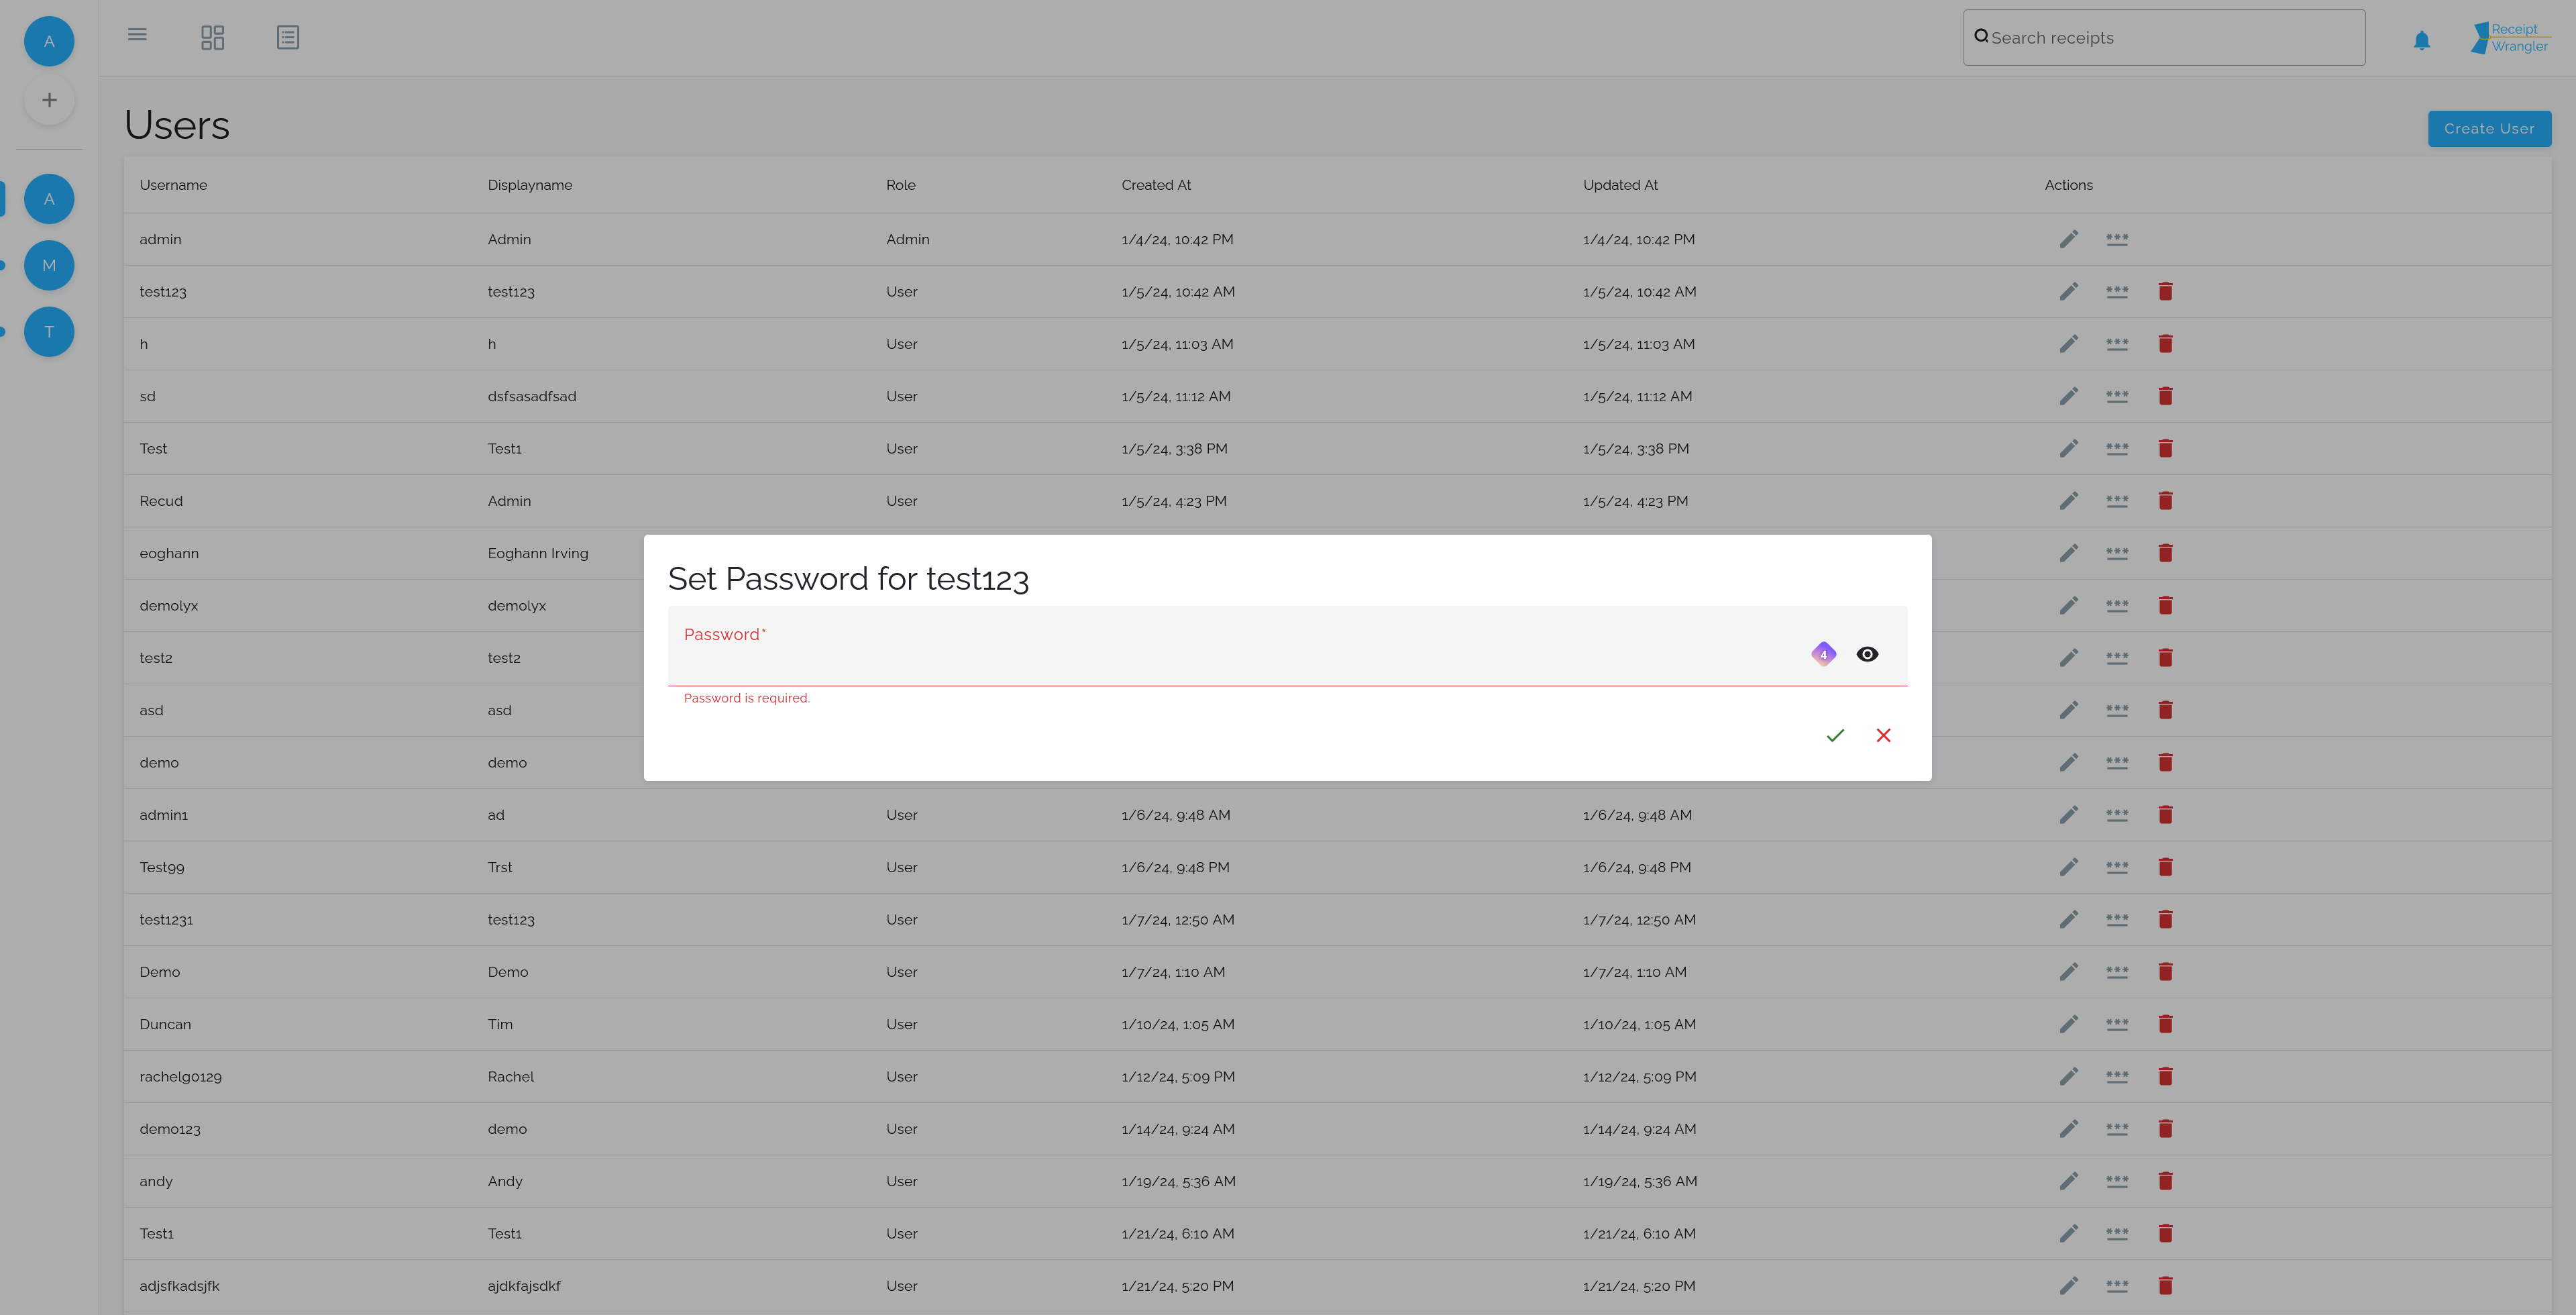 A
Search receipts
Receipt
Wrangler
+
Users
Create User
Username Displayname Role Created At Updated At Actions
A
admin Admin Admin 1/4/24, 10:42 PM 1/4/24, 10:42 PM
test123 test123 User 1/5/24, 10:42 AM 1/5/24, 10:42 AM
M
T
h h User 1/5/24, 11:03 AM 1/5/24, 11:03 AM
sd dsfsasadfsad User 1/5/24, 11:12 AM 1/5/24, 11:12 AM
Test Test1 User 1/5/24, 3:38 PM 1/5/24, 3:38 PM
Recud Admin User 1/5/24, 4:23 PM 1/5/24, 4:23 PM
eoghann Eoghann Irving
demolyx demolyx
test2 test2
asd asd
demo demo
Set Password for test123
Password*
4
Password is required.
admin1 ad User 1/6/24, 9:48 AM 1/6/24, 9:48 AM
Test99 Trst User 1/6/24, 9:48 PM 1/6/24, 9:48 PM
test1231 test123 User 1/7/24, 12:50 AM 1/7/24, 12:50 AM
Demo Demo User 1/7/24, 1:10 AM 1/7/24, 1:10 AM
Duncan Tim User 1/10/24, 1:05 AM 1/10/24, 1:05 AM
rachelg0129 Rachel User 1/12/24, 5:09 PM 1/12/24, 5:09 PM
demo123 demo User 1/14/24, 9:24 AM 1/14/24, 9:24 AM
andy Andy User 1/19/24, 5:36 AM 1/19/24, 5:36 AM
Test1 Test1 User 1/21/24, 6:10 AM 1/21/24, 6:10 AM
adjsfkadsjfk ajdkfajsdkf User 1/21/24, 5:20 PM 1/21/24, 5:20 PM